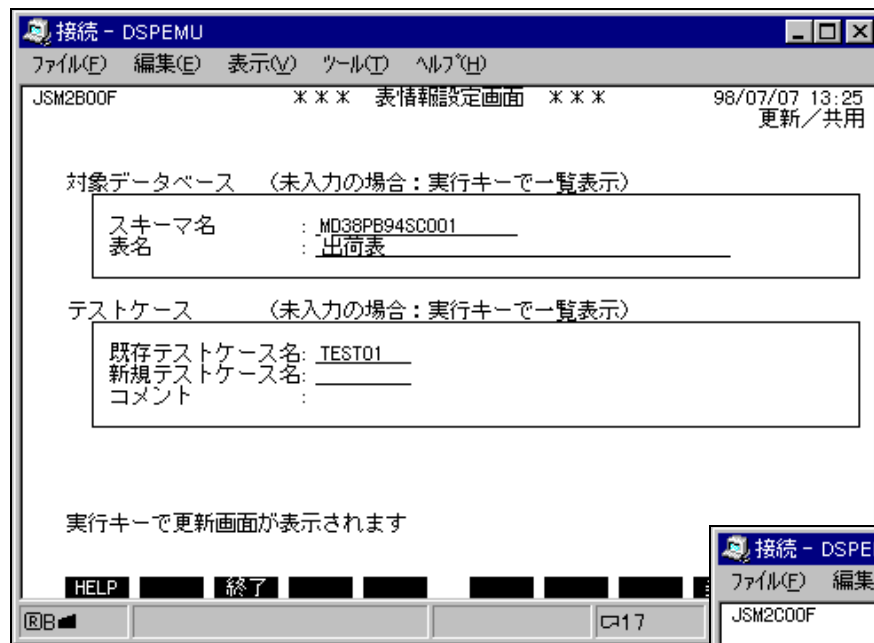 接続 - DSPEMU
ファイル(F) 編集(E) 表示(V) ツール(T) ヘルプ(H)
JSM2B00F ＊＊＊ 表情報設定画面 ＊＊＊ 98/07/07 13:25
更新／共用
対象データベース （未入力の場合：実行キーで一覧表示）
スキーマ名 : MD38PB94SC001
表名 : 出荷表
テストケース （未入力の場合：実行キーで一覧表示）
既存テストケース名: TEST01
新規テストケース名:
コメント :
実行キーで更新画面が表示されます
HELP 終了
RB 17
接続 - DSPE
ファイル(F) 編集
JSM2C00F